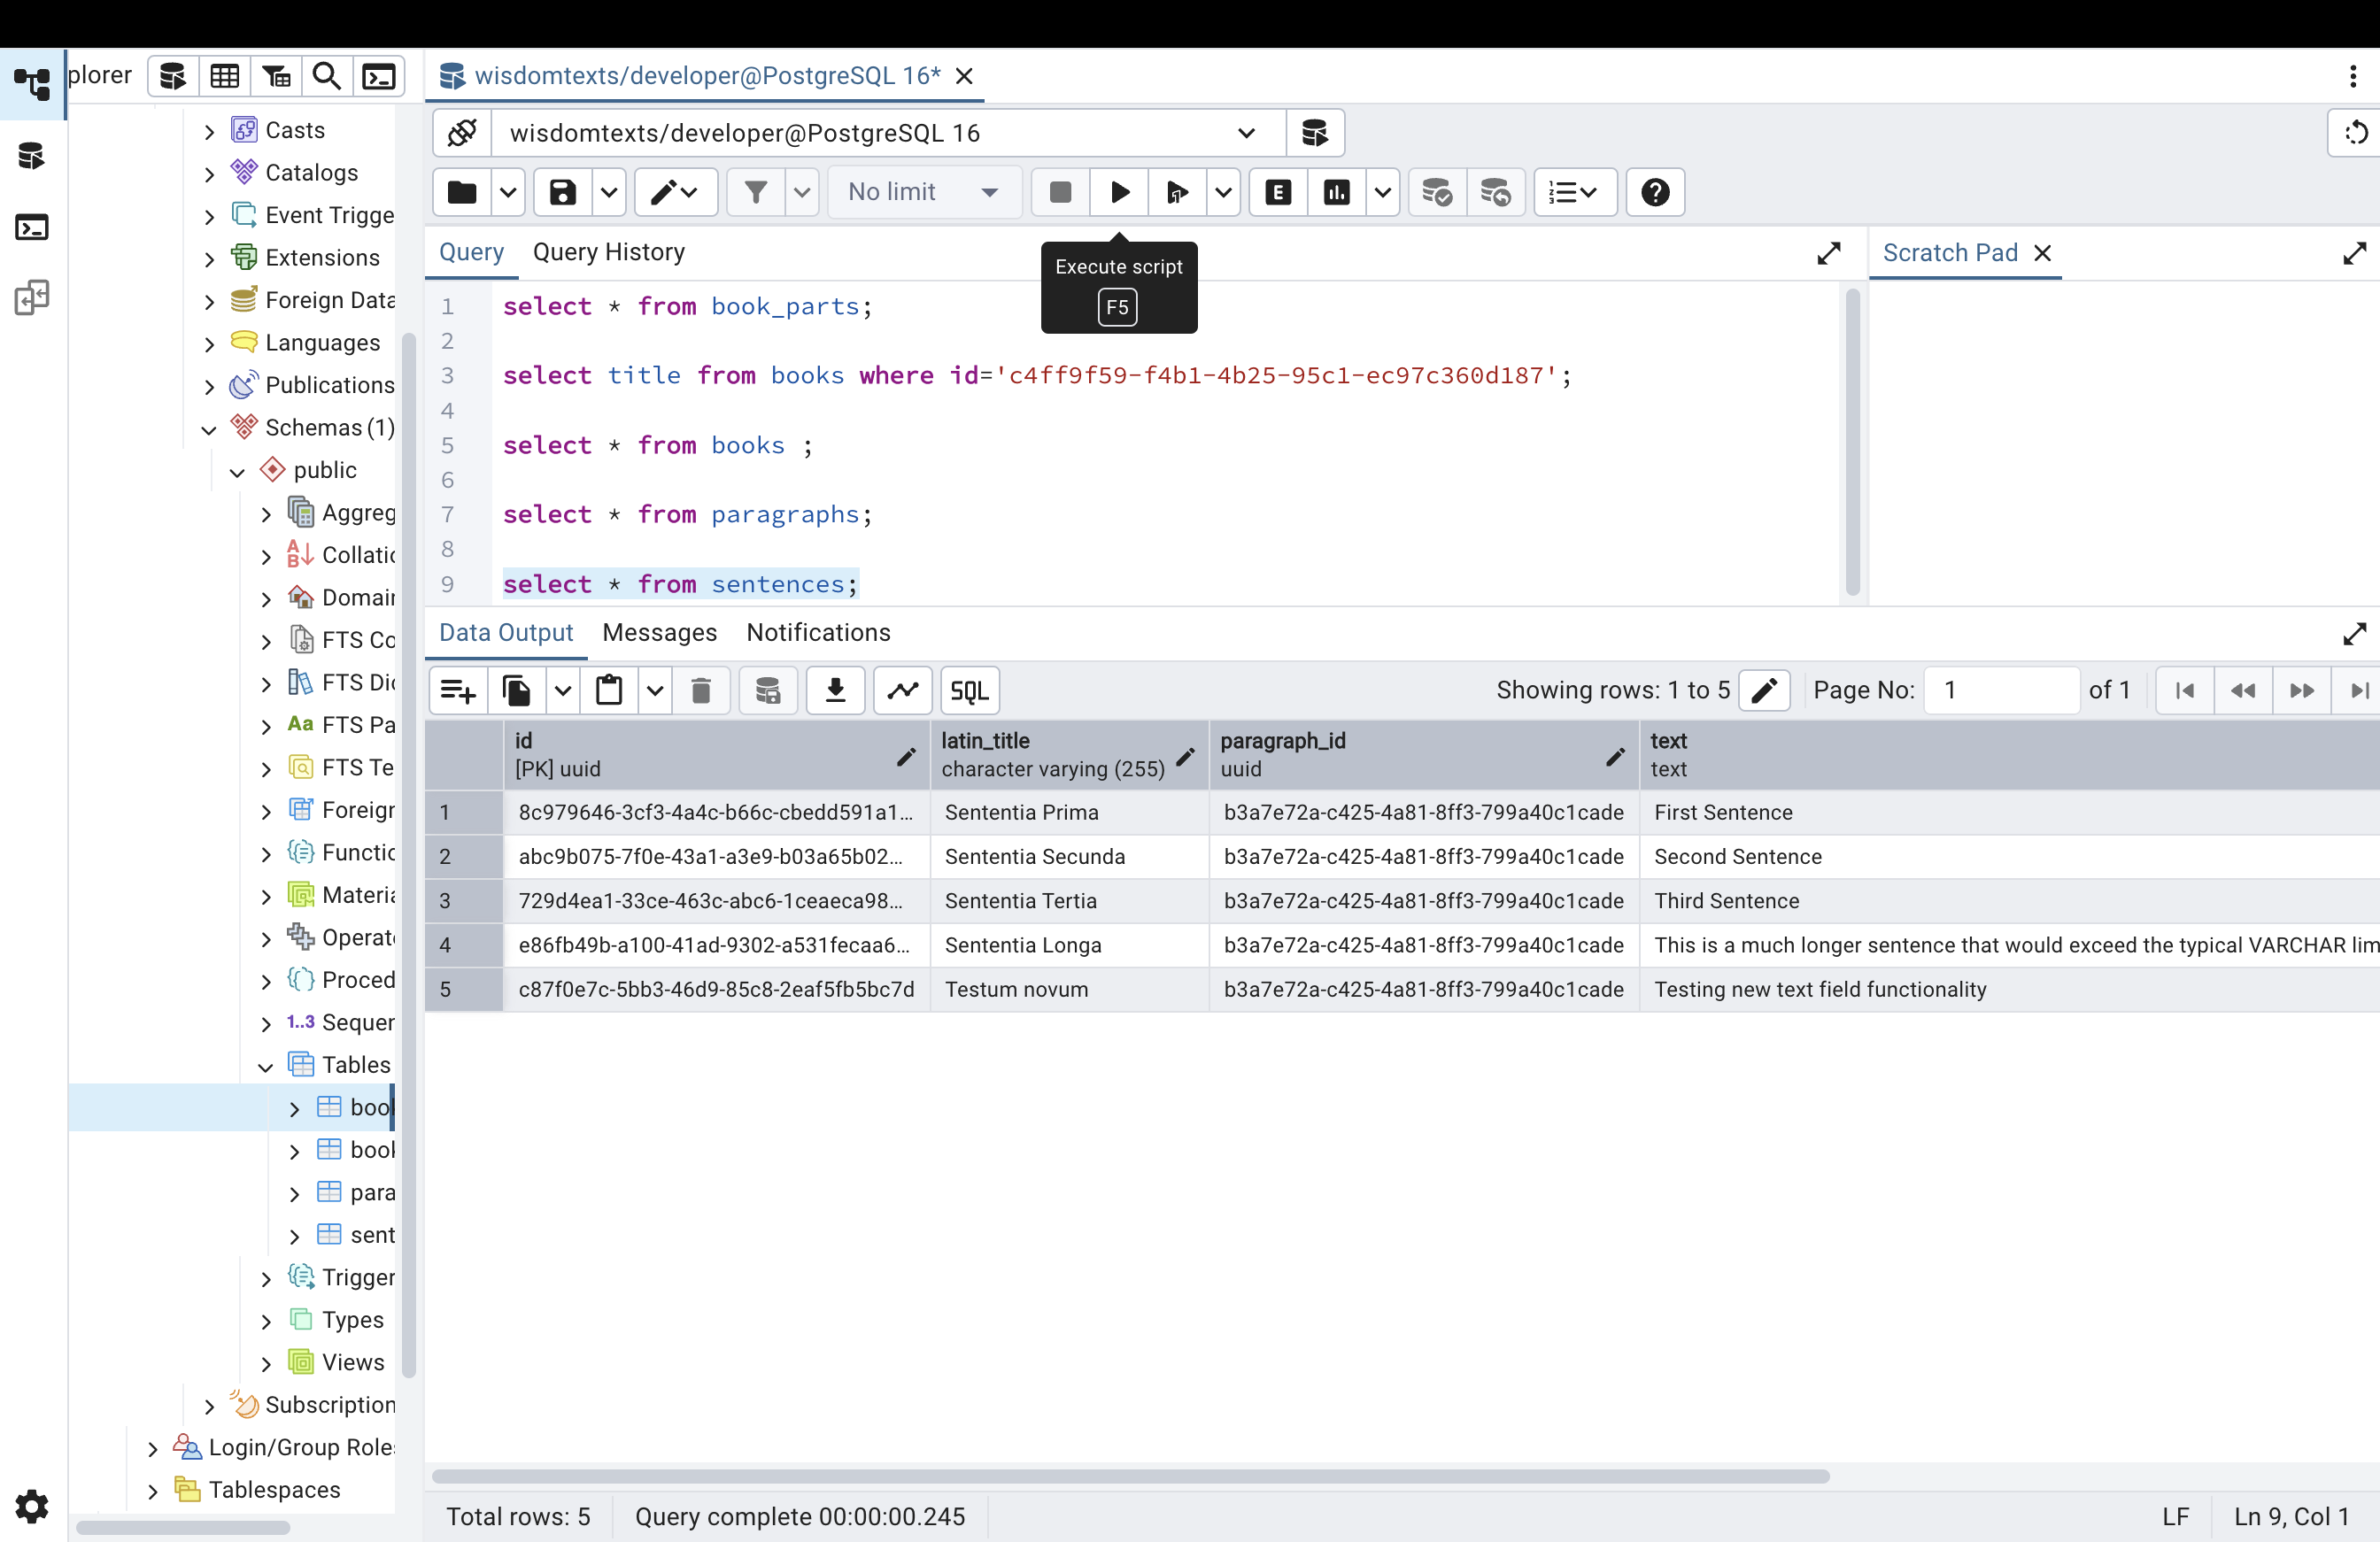 plorer
wisdomtexts/developer@PostgreSQL 16*
wisdomtexts/developer@PostgreSQL 16
No limit
E
Query
Query History
Scratch Pad
Execute script
F5
1 select * from book_parts;
2
3 select title from books where id='c4ff9f59-f4b1-4b25-95c1-ec97c360d187';
4
5 select * from books ;
6
7 select * from paragraphs;
8
9 select * from sentences;
Casts
Catalogs
Event Trigge
Extensions
Foreign Data
Languages
Publications
Schemas (1)
public
Aggreg
Collatic
Domair
FTS Co
FTS Dic
Aa FTS Pa
FTS Te
Foreigr
Functic
Materia
Operat
Proced
1..3 Sequer
Tables
boo
book
para
sent
Trigger
Types
Views
Subscription
Login/Group Role
Tablespaces
Data Output
Messages
Notifications
SQL
Showing rows: 1 to 5
Page No: 1 of 1
id
[PK] uuid
latin_title
character varying (255)
paragraph_id
uuid
text
text
1 8c979646-3cf3-4a4c-b66c-cbedd591a1… Sententia Prima b3a7e72a-c425-4a81-8ff3-799a40c1cade First Sentence
2 abc9b075-7f0e-43a1-a3e9-b03a65b02… Sententia Secunda b3a7e72a-c425-4a81-8ff3-799a40c1cade Second Sentence
3 729d4ea1-33ce-463c-abc6-1ceaeca98… Sententia Tertia b3a7e72a-c425-4a81-8ff3-799a40c1cade Third Sentence
4 e86fb49b-a100-41ad-9302-a531fecaa6… Sententia Longa b3a7e72a-c425-4a81-8ff3-799a40c1cade This is a much longer sentence that would exceed the typical VARCHAR lim
5 c87f0e7c-5bb3-46d9-85c8-2eaf5fb5bc7d Testum novum b3a7e72a-c425-4a81-8ff3-799a40c1cade Testing new text field functionality
Total rows: 5
Query complete 00:00:00.245
LF
Ln 9, Col 1